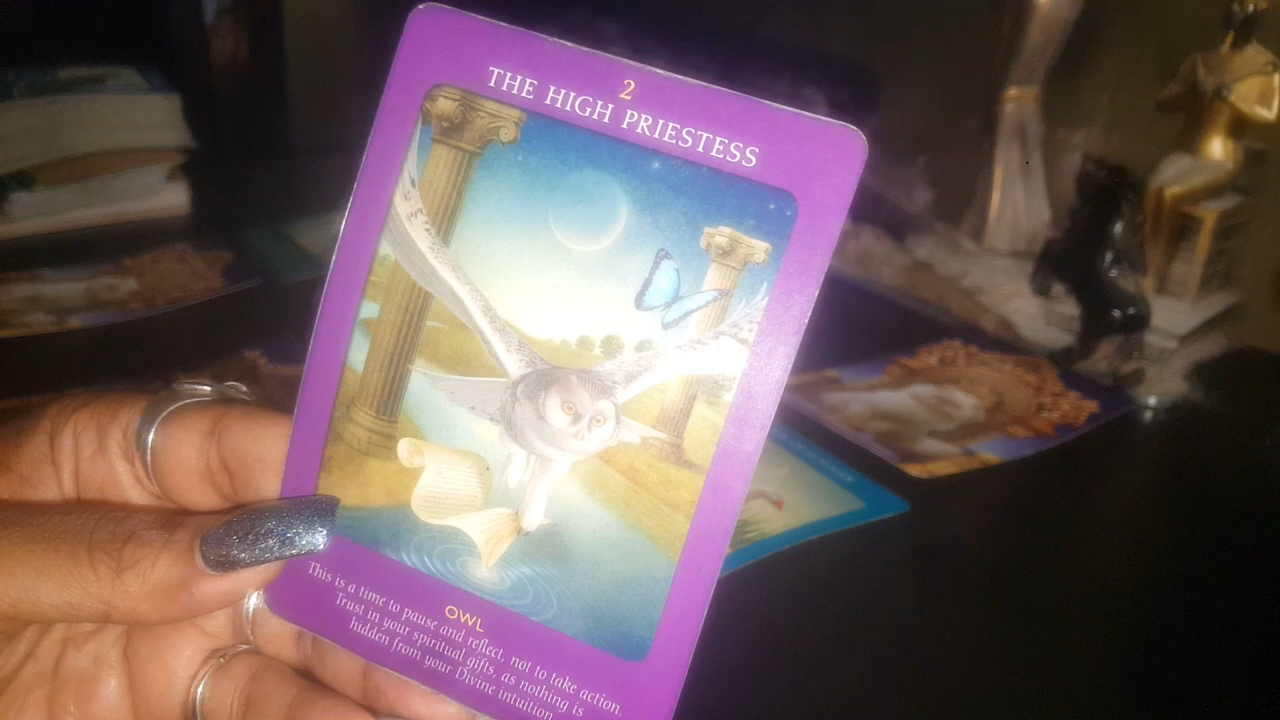 2
THE HIGH PRIESTESS
OWL
This is a time to pause and reflect, not to take action.
Trust in your spiritual gifts, as nothing is
hidden from your Divine intuition